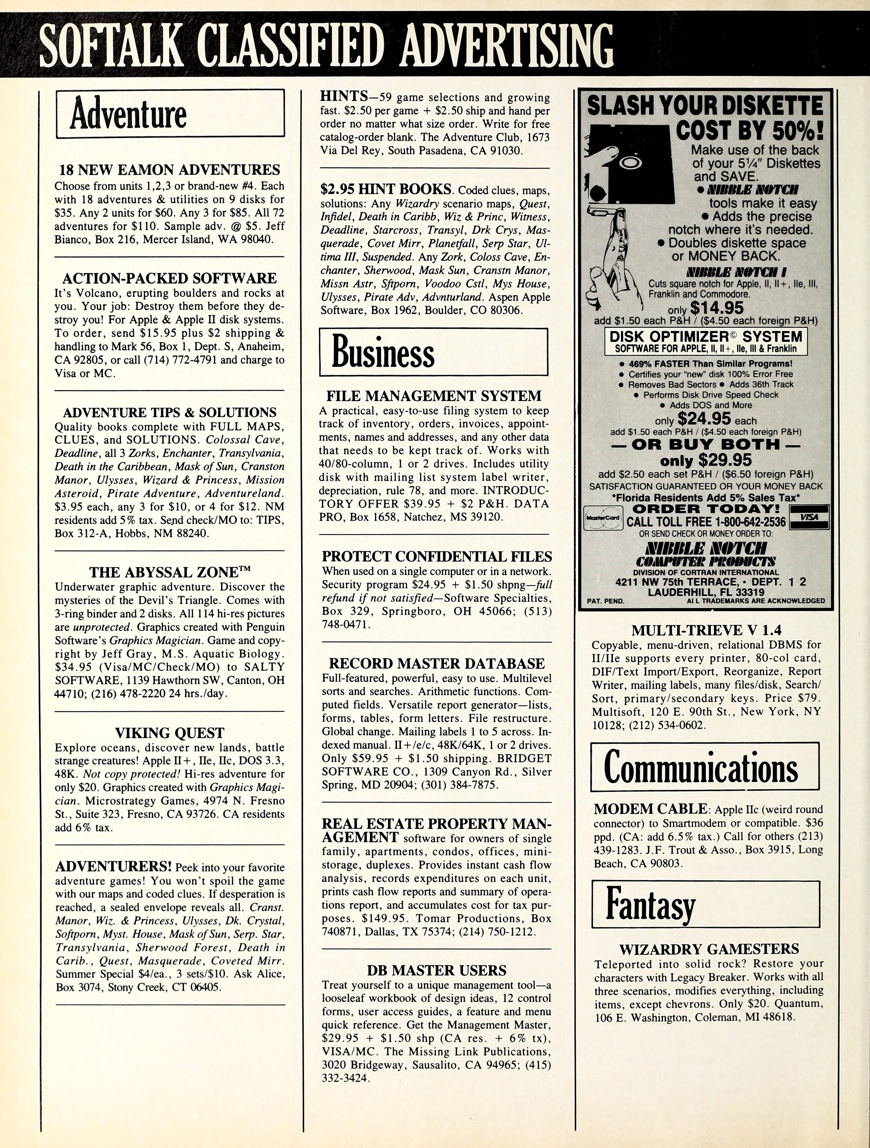 SOFTALK CLASSIFIED ADVERTISING
Adventure
18 NEW EAMON ADVENTURES
Choose from units 1,2,3 or brand-new #4. Each
with 18 adventures & utilities on 9 disks for
$35. Any 2 units for $60. Any 3 for $85. All 72
adventures for $110. Sample adv. @ $5. Jeff
Bianco, Box 216, Mercer Island, WA 98040.
ACTION-PACKED SOFTWARE
It's Volcano, erupting boulders and rocks at
you. Your job: Destroy them before they de-
stroy you! For Apple & Apple II disk systems.
To order, send $15.95 plus $2 shipping &
handling to Mark 56, Box 1, Dept. S, Anaheim,
CA 92805, or call (714) 772-4791 and charge to
Visa or MC.
ADVENTURE TIPS & SOLUTIONS
Quality books complete with FULL MAPS,
CLUES, and SOLUTIONS. Colossal Cave,
Deadline, all 3 Zorks, Enchanter, Transylvania,
Death in the Caribbean, Mask of Sun, Cranston
Manor, Ulysses, Wizard & Princess, Mission
Asteroid, Pirate Adventure, Adventureland.
$3.95 each, any 3 for $10, or 4 for $12. NM
residents add 5% tax. Send check/MO to: TIPS,
Box 312-A, Hobbs, NM 88240.
THE ABYSSAL ZONE™
Underwater graphic adventure. Discover the
mysteries of the Devil's Triangle. Comes with
3-ring binder and 2 disks. All 114 hi-res pictures
are unprotected. Graphics created with Penguin
Software's Graphics Magician. Game and copy-
right by Jeff Gray, M.S. Aquatic Biology.
$34.95 (Visa/MC/Check/MO) to SALTY
SOFTWARE, 1139 Hawthorn SW, Canton, OH
44710; (216) 478-2220 24 hrs./day.
VIKING QUEST
Explore oceans, discover new lands, battle
strange creatures! Apple II+, IIe, IIc, DOS 3.3,
48K. Not copy protected! Hi-res adventure for
only $20. Graphics created with Graphics Magi-
cian. Microstrategy Games, 4974 N. Fresno
St., Suite 323, Fresno, CA 93726. CA residents
add 6% tax.
ADVENTURERS! Peek into your favorite
adventure games! You won't spoil the game
with our maps and coded clues. If desperation is
reached, a sealed envelope reveals all. Cranst.
Manor, Wiz. & Princess, Ulysses, Dk. Crystal,
Softporn, Myst. House, Mask of Sun, Serp. Star,
Transylvania, Sherwood Forest, Death in
Carib., Quest, Masquerade, Coveted Mirr.
Summer Special $4/ea., 3 sets/$10. Ask Alice,
Box 3074, Stony Creek, CT 06405.
HINTS—59 game selections and growing
fast. $2.50 per game + $2.50 ship and hand per
order no matter what size order. Write for free
catalog-order blank. The Adventure Club, 1673
Via Del Rey, South Pasadena, CA 91030.
$2.95 HINT BOOKS. Coded clues, maps,
solutions: Any Wizardry scenario maps, Quest,
Infidel, Death in Caribb, Wiz & Princ, Witness,
Deadline, Starcross, Transyl, Drk Crys, Mas-
querade, Covet Mirr, Planetfall, Serp Star, Ul-
tima III, Suspended. Any Zork, Coloss Cave, En-
chanter, Sherwood, Mask Sun, Cranstn Manor,
Missn Astr, Sftporn, Voodoo Cstl, Mys House,
Ulysses, Pirate Adv, Advnturland. Aspen Apple
Software, Box 1962, Boulder, CO 80306.
Business
FILE MANAGEMENT SYSTEM
A practical, easy-to-use filing system to keep
track of inventory, orders, invoices, appoint-
ments, names and addresses, and any other data
that needs to be kept track of. Works with
40/80-column, 1 or 2 drives. Includes utility
disk with mailing list system label writer,
depreciation, rule 78, and more. INTRODUC-
TORY OFFER $39.95 + $2 P&H. DATA
PRO, Box 1658, Natchez, MS 39120.
PROTECT CONFIDENTIAL FILES
When used on a single computer or in a network.
Security program $24.95 + $1.50 shpng—full
refund if not satisfied—Software Specialties,
Box 329, Springboro, OH 45066; (513)
748-0471.
RECORD MASTER DATABASE
Full-featured, powerful, easy to use. Multilevel
sorts and searches. Arithmetic functions. Com-
puted fields. Versatile report generator—lists,
forms, tables, form letters. File restructure.
Global change. Mailing labels 1 to 5 across. In-
dexed manual. II+/e/c, 48K/64K, 1 or 2 drives.
Only $59.95 + $1.50 shipping. BRIDGET
SOFTWARE CO., 1309 Canyon Rd., Silver
Spring, MD 20904; (301) 384-7875.
REAL ESTATE PROPERTY MAN-
AGEMENT software for owners of single
family, apartments, condos, offices, mini-
storage, duplexes. Provides instant cash flow
analysis, records expenditures on each unit,
prints cash flow reports and summary of opera-
tions report, and accumulates cost for tax pur-
poses. $149.95. Tomar Productions, Box
740871, Dallas, TX 75374; (214) 750-1212.
DB MASTER USERS
Treat yourself to a unique management tool—a
looseleaf workbook of design ideas, 12 control
forms, user access guides, a feature and menu
quick reference. Get the Management Master,
$29.95 + $1.50 shp (CA res. + 6% tx),
VISA/MC. The Missing Link Publications,
3020 Bridgeway, Sausalito, CA 94965; (415)
332-3424.
SLASH YOUR DISKETTE
COST BY 50%!
Make use of the back
of your 5¼" Diskettes
and SAVE.
• NIBBLE NOTCH
tools make it easy
• Adds the precise
notch where it's needed.
• Doubles diskette space
or MONEY BACK.
NIBBLE NOTCH I
Cuts square notch for Apple, II, II+, IIe, III,
Franklin and Commodore.
only $14.95
add $1.50 each P&H / ($4.50 each foreign P&H)
DISK OPTIMIZER© SYSTEM
SOFTWARE FOR APPLE, II, II+, IIe, III & Franklin
• 469% FASTER Than Similar Programs!
• Certifies your "new" disk 100% Error Free
• Removes Bad Sectors • Adds 36th Track
• Performs Disk Drive Speed Check
• Adds DOS and More
only $24.95 each
add $1.50 each P&H / ($4.50 each foreign P&H)
— OR BUY BOTH —
only $29.95
add $2.50 each set P&H / ($6.50 foreign P&H)
SATISFACTION GUARANTEED OR YOUR MONEY BACK
*Florida Residents Add 5% Sales Tax*
ORDER TODAY!
MasterCard
CALL TOLL FREE 1-800-642-2536
VISA
OR SEND CHECK OR MONEY ORDER TO:
NIBBLE NOTCH
COMPUTER PRODUCTS
DIVISION OF CORTRAN INTERNATIONAL
4211 NW 75th TERRACE, • DEPT. 1 2
LAUDERHILL, FL 33319
PAT. PEND. ALL TRADEMARKS ARE ACKNOWLEDGED
MULTI-TRIEVE V 1.4
Copyable, menu-driven, relational DBMS for
II/IIe supports every printer, 80-col card,
DIF/Text Import/Export, Reorganize, Report
Writer, mailing labels, many files/disk, Search/
Sort, primary/secondary keys. Price $79.
Multisoft, 120 E. 90th St., New York, NY
10128; (212) 534-0602.
Communications
MODEM CABLE: Apple IIc (weird round
connector) to Smartmodem or compatible. $36
ppd. (CA: add 6.5% tax.) Call for others (213)
439-1283. J.F. Trout & Asso., Box 3915, Long
Beach, CA 90803.
Fantasy
WIZARDRY GAMESTERS
Teleported into solid rock? Restore your
characters with Legacy Breaker. Works with all
three scenarios, modifies everything, including
items, except chevrons. Only $20. Quantum,
106 E. Washington, Coleman, MI 48618.